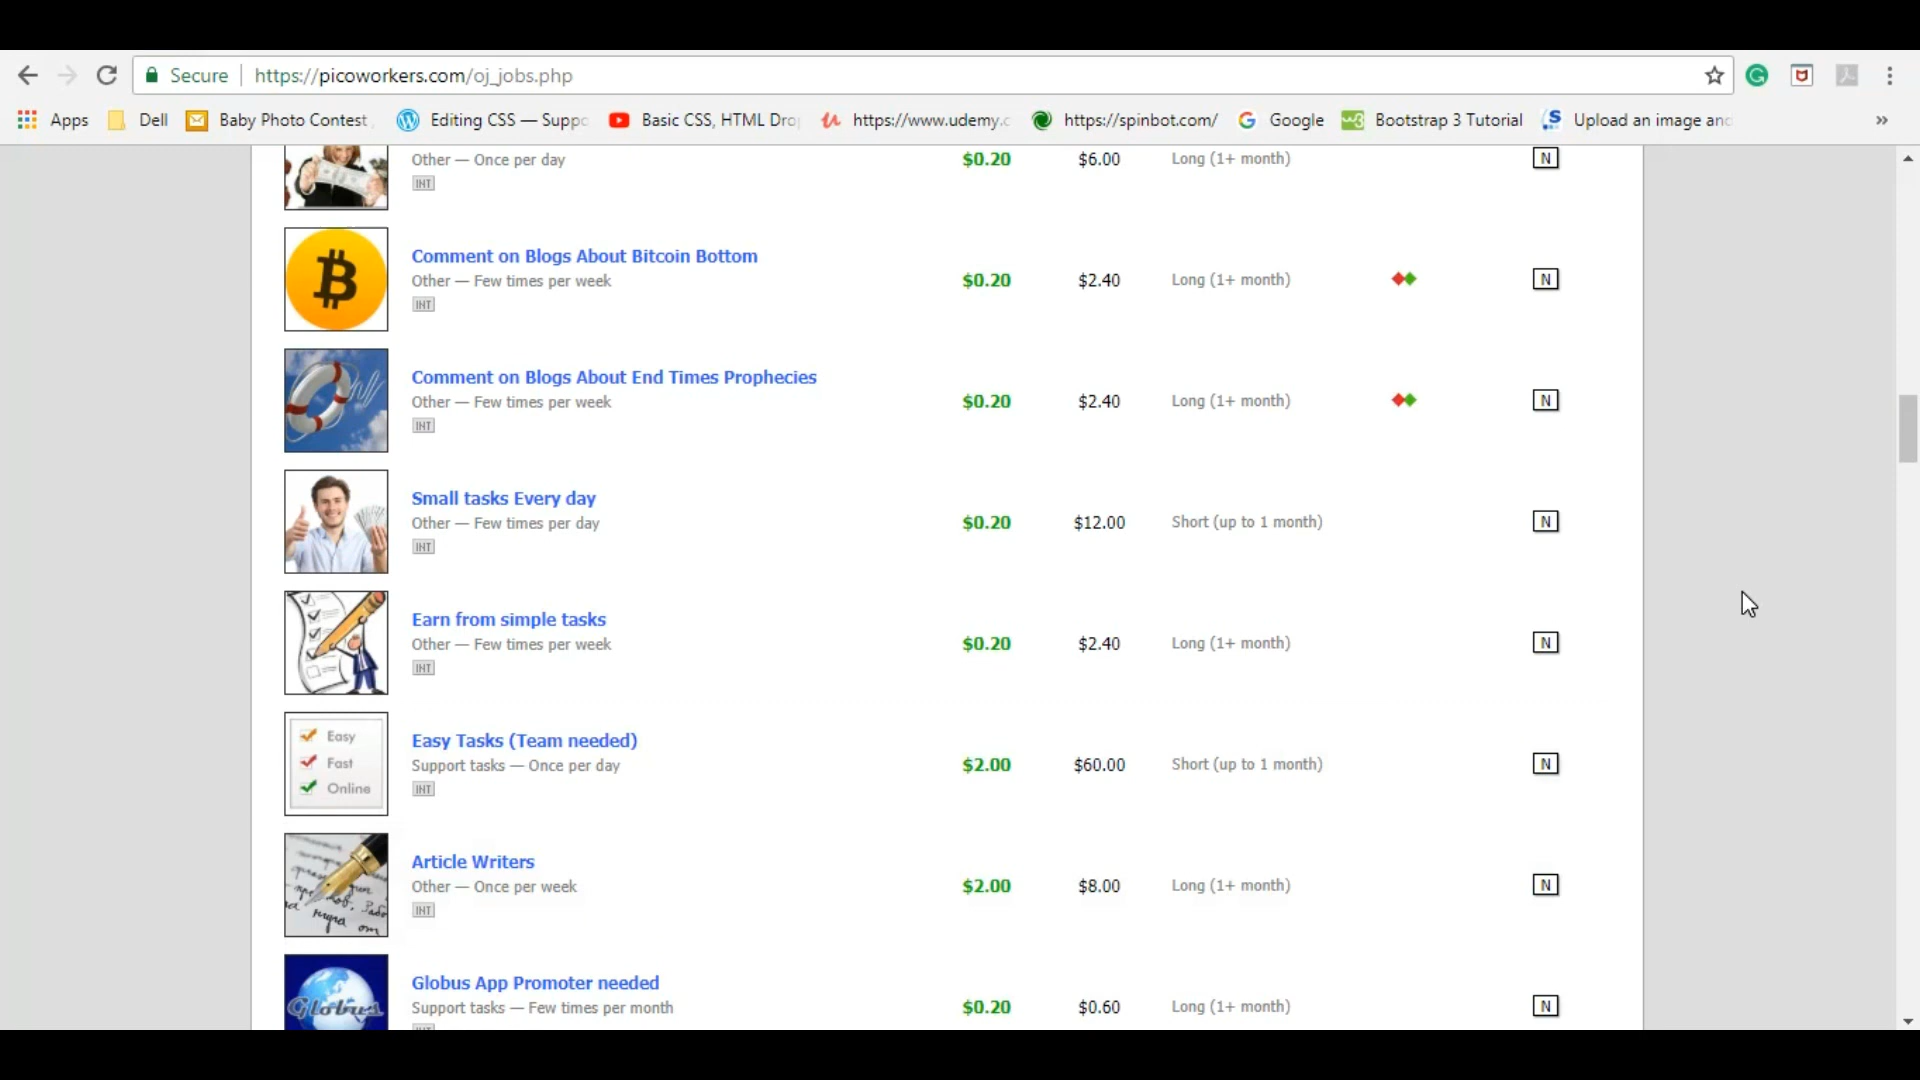 Secure https://picoworkers.com/oj_jobs.php
Apps Dell Baby Photo Contest Editing CSS — Suppo Basic CSS, HTML Dro https://www.udemy.c https://spinbot.com/ Google Bootstrap 3 Tutorial Upload an image and »
Other — Once per day $0.20 $6.00 Long (1+ month) N
INT
Comment on Blogs About Bitcoin Bottom
Other — Few times per week $0.20 $2.40 Long (1+ month) N
INT
Comment on Blogs About End Times Prophecies
Other — Few times per week $0.20 $2.40 Long (1+ month) N
INT
Small tasks Every day
Other — Few times per day $0.20 $12.00 Short (up to 1 month) N
INT
Earn from simple tasks
Other — Few times per week $0.20 $2.40 Long (1+ month) N
INT
Easy
Fast
Online
Easy Tasks (Team needed)
Support tasks — Once per day $2.00 $60.00 Short (up to 1 month) N
INT
Article Writers
Other — Once per week $2.00 $8.00 Long (1+ month) N
INT
Globus
Globus App Promoter needed
Support tasks — Few times per month $0.20 $0.60 Long (1+ month) N